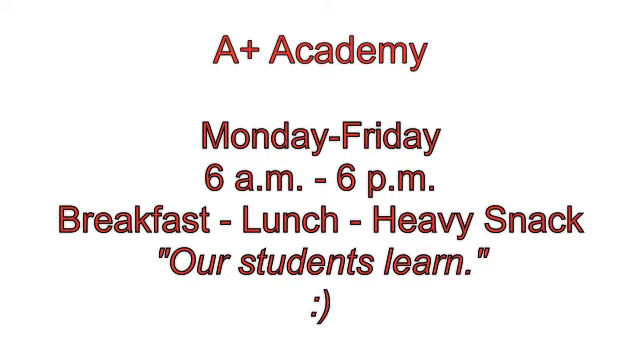 A+ Academy
Monday-Friday
6 a.m. - 6 p.m.
Breakfast - Lunch - Heavy Snack
"Our students learn."
:)